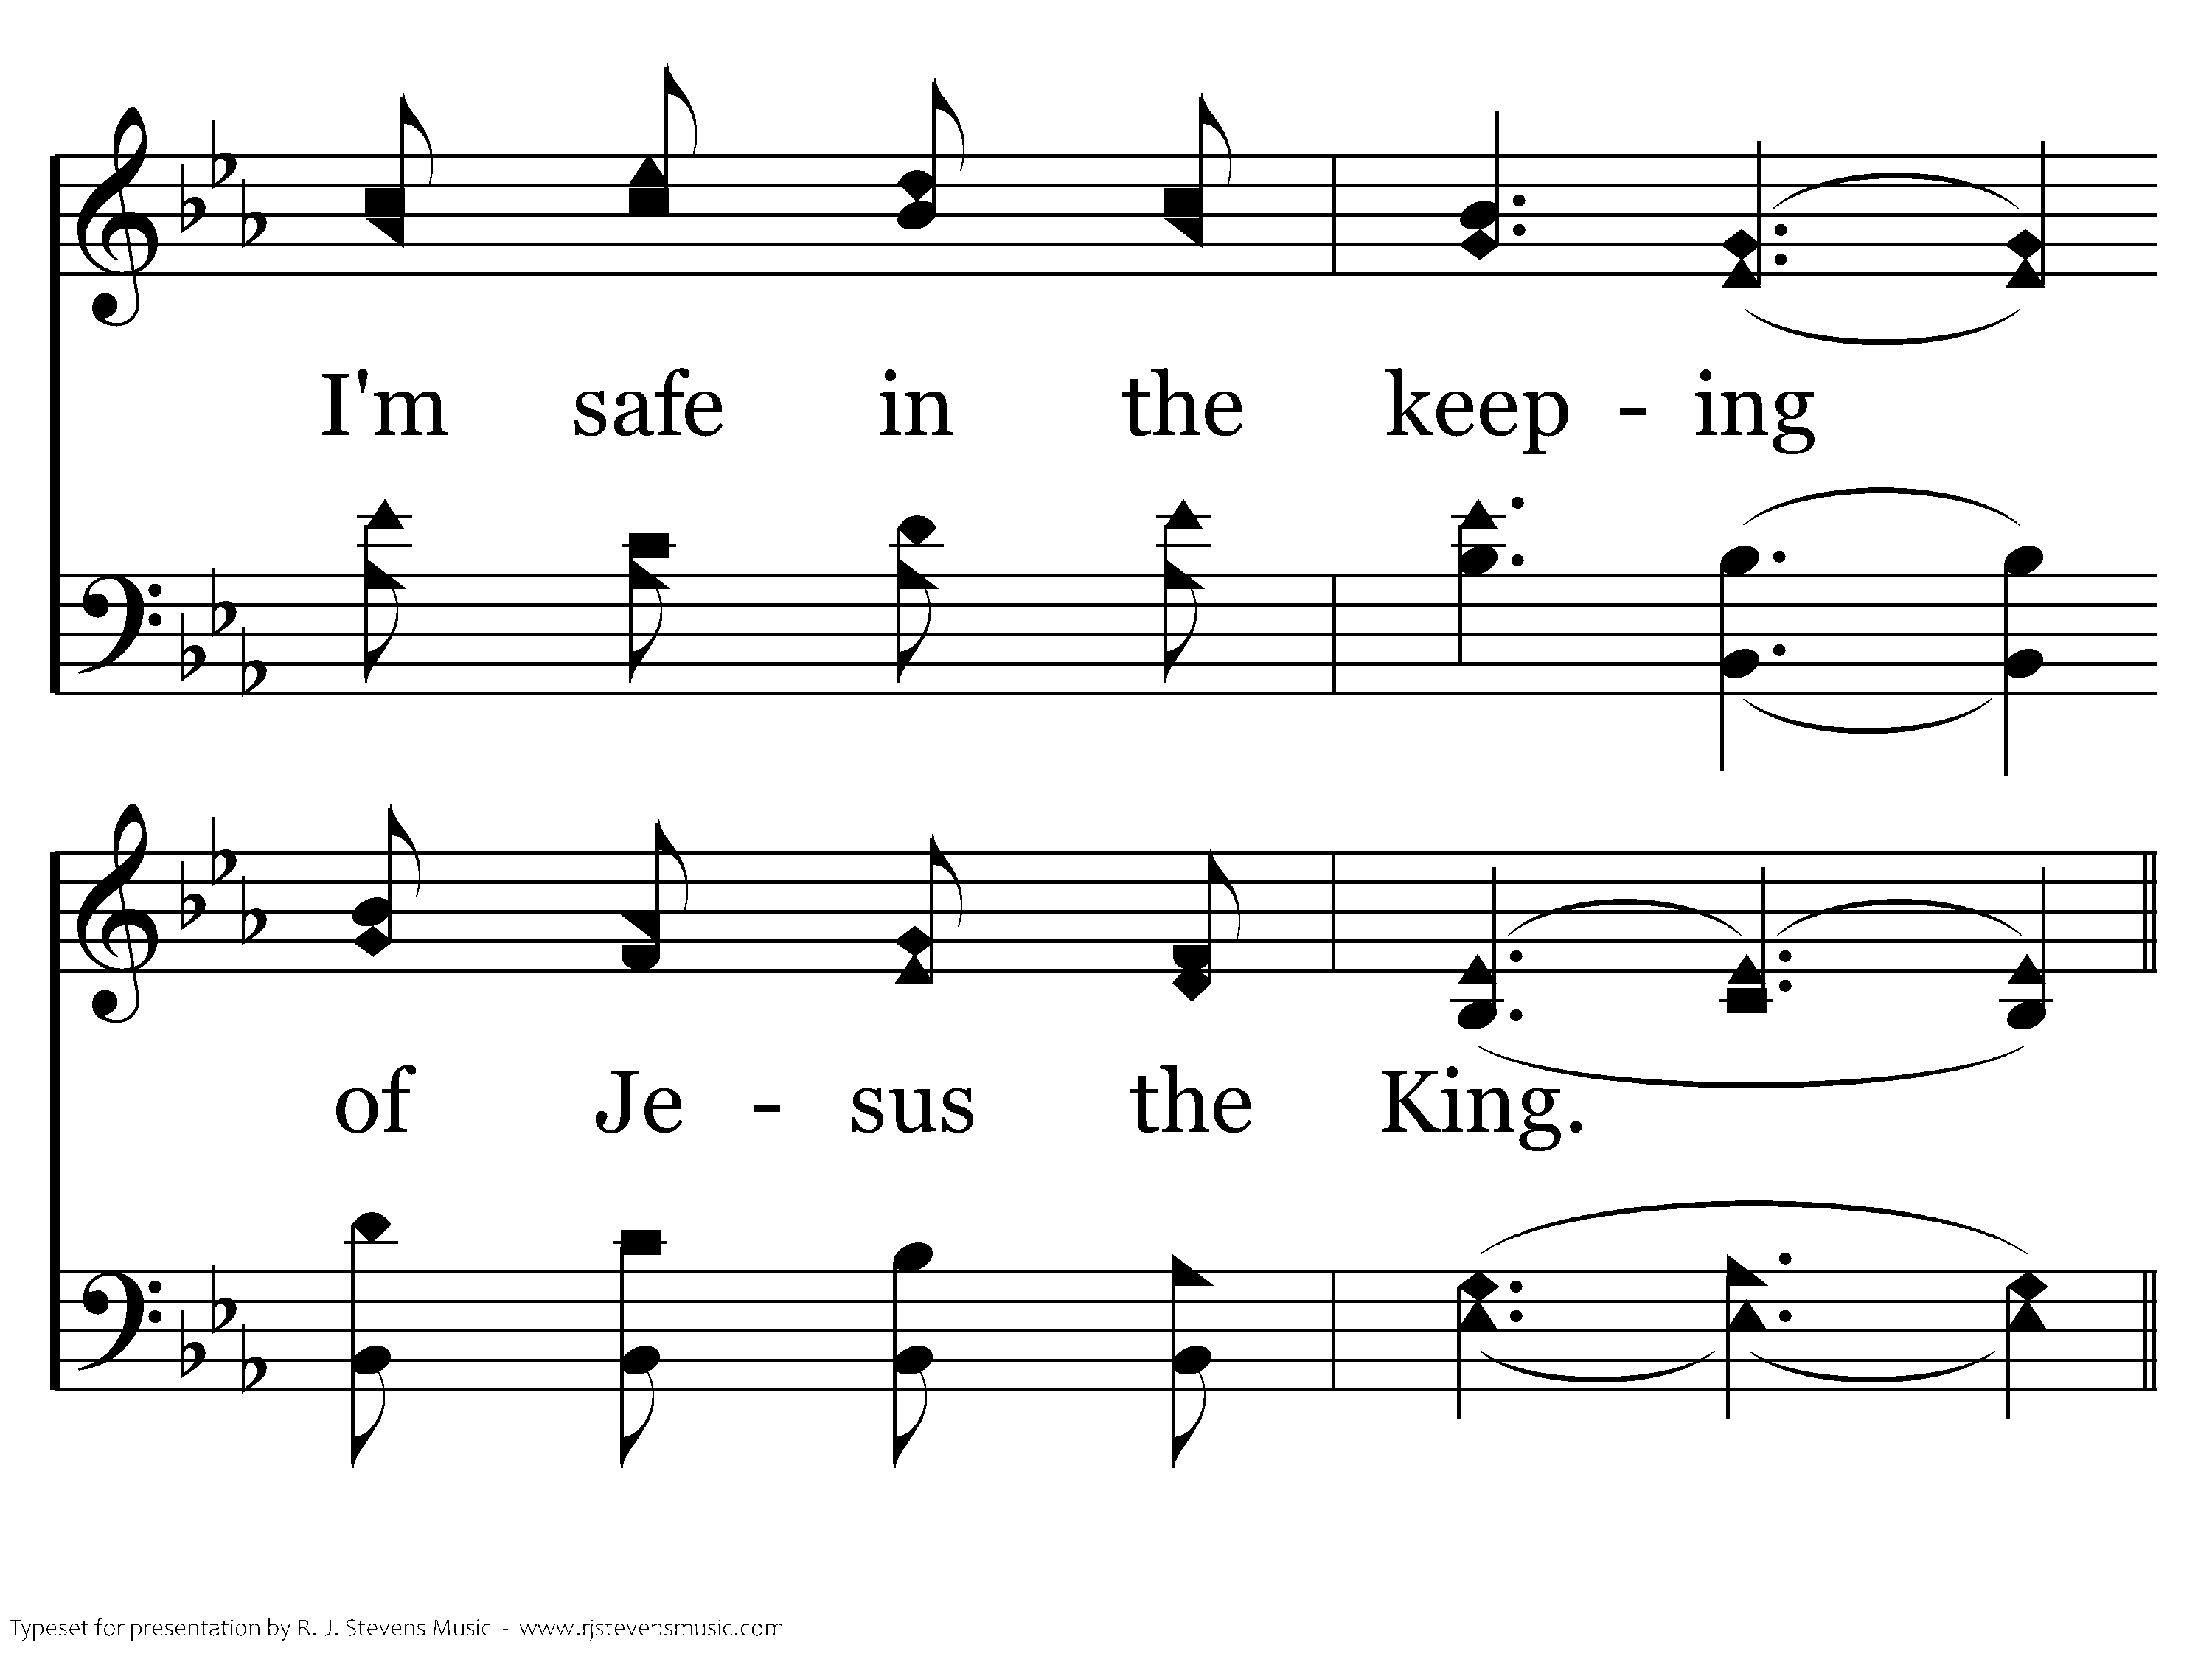 I'm safe in the keep - ing
of Je - sus the King.
Typeset for presentation by R. J. Stevens Music - www.rjstevensmusic.com